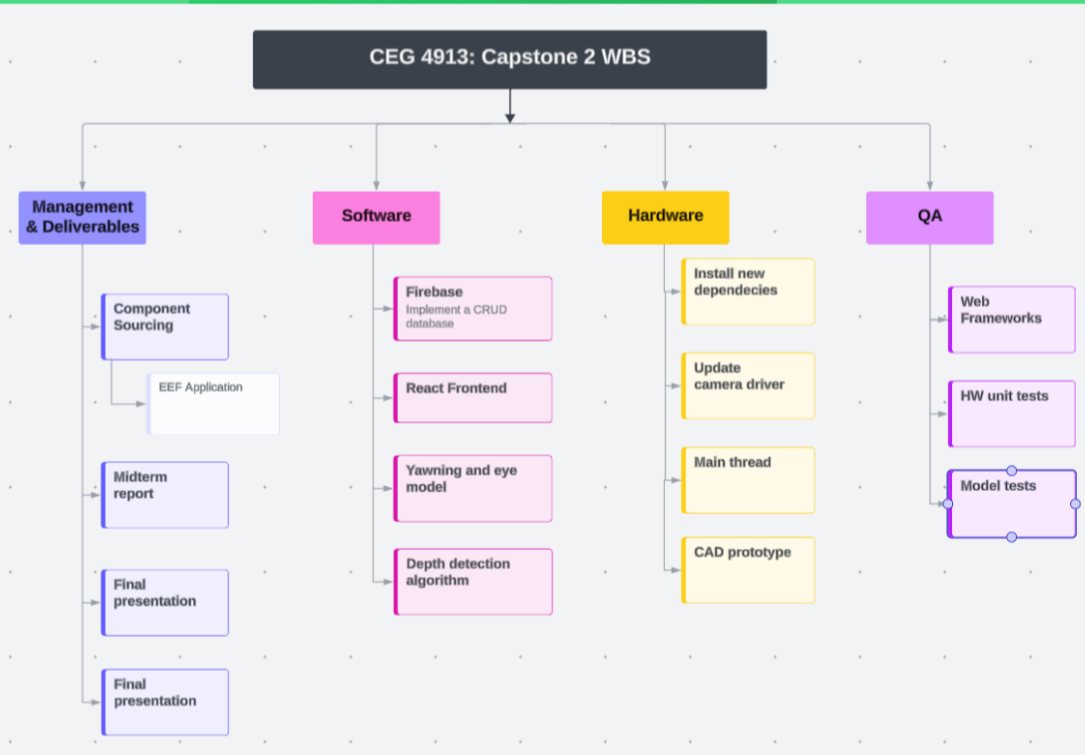 CEG 4913: Capstone 2 WBS
Management
& Deliverables
Component
Sourcing
EEF Application
Midterm
report
Final
presentation
Final
presentation
Software
Firebase
Implement a CRUD
database
React Frontend
Yawning and eye
model
Depth detection
algorithm
Hardware
Install new
dependecies
Update
camera driver
Main thread
CAD prototype
QA
Web
Frameworks
HW unit tests
Model tests